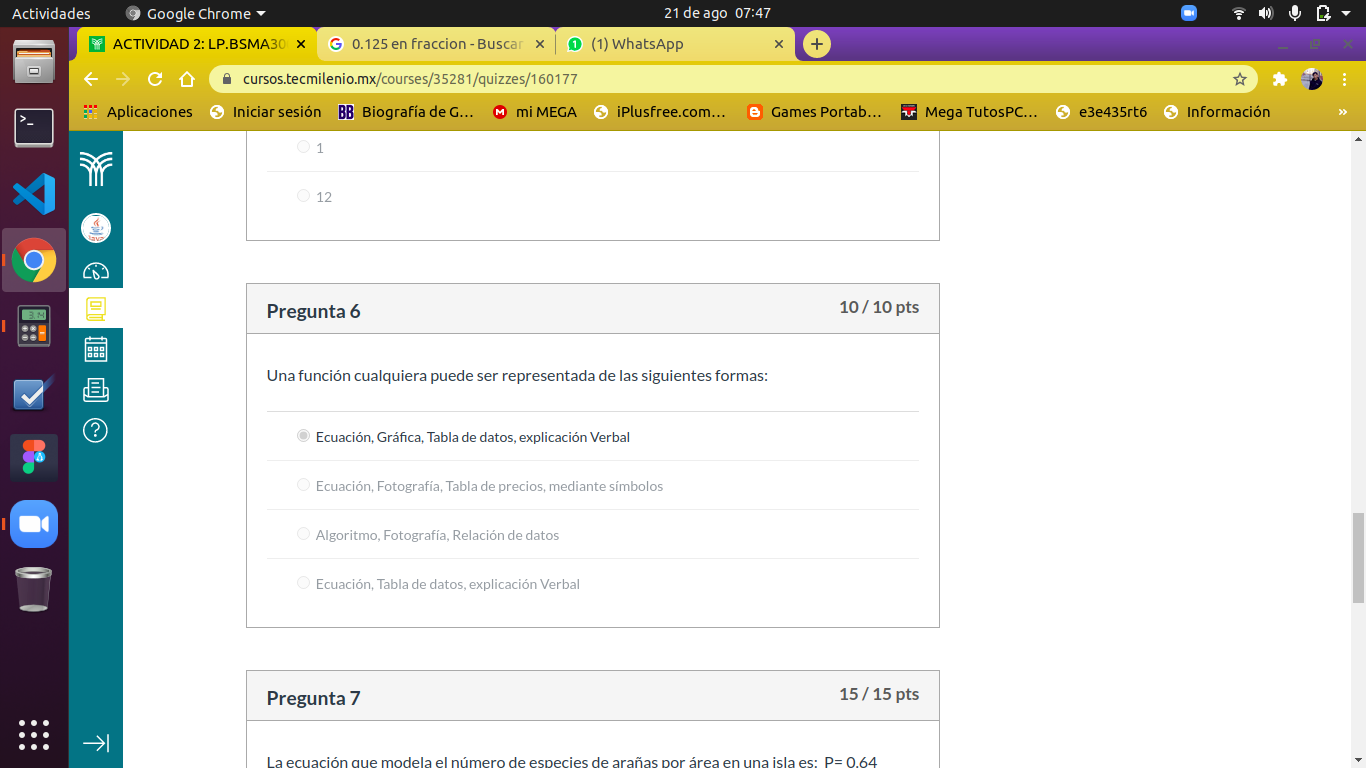 Actividades
Google Chrome
21 de ago 07:47
ACTIVIDAD 2: LP.BSMA30
0.125 en fraccion - Buscar
(1) WhatsApp
cursos.tecmilenio.mx/courses/35281/quizzes/160177
Aplicaciones
Iniciar sesión
BB Biografía de G...
M mi MEGA
iPlusfree.com...
Games Portab...
Mega TutosPC...
e3e435rt6
Información
»
1
12
Pregunta 6
10 / 10 pts
Una función cualquiera puede ser representada de las siguientes formas:
Ecuación, Gráfica, Tabla de datos, explicación Verbal
Ecuación, Fotografía, Tabla de precios, mediante símbolos
Algoritmo, Fotografía, Relación de datos
Ecuación, Tabla de datos, explicación Verbal
Pregunta 7
15 / 15 pts
La ecuación que modela el número de especies de arañas por área en una isla es: P= 0.64